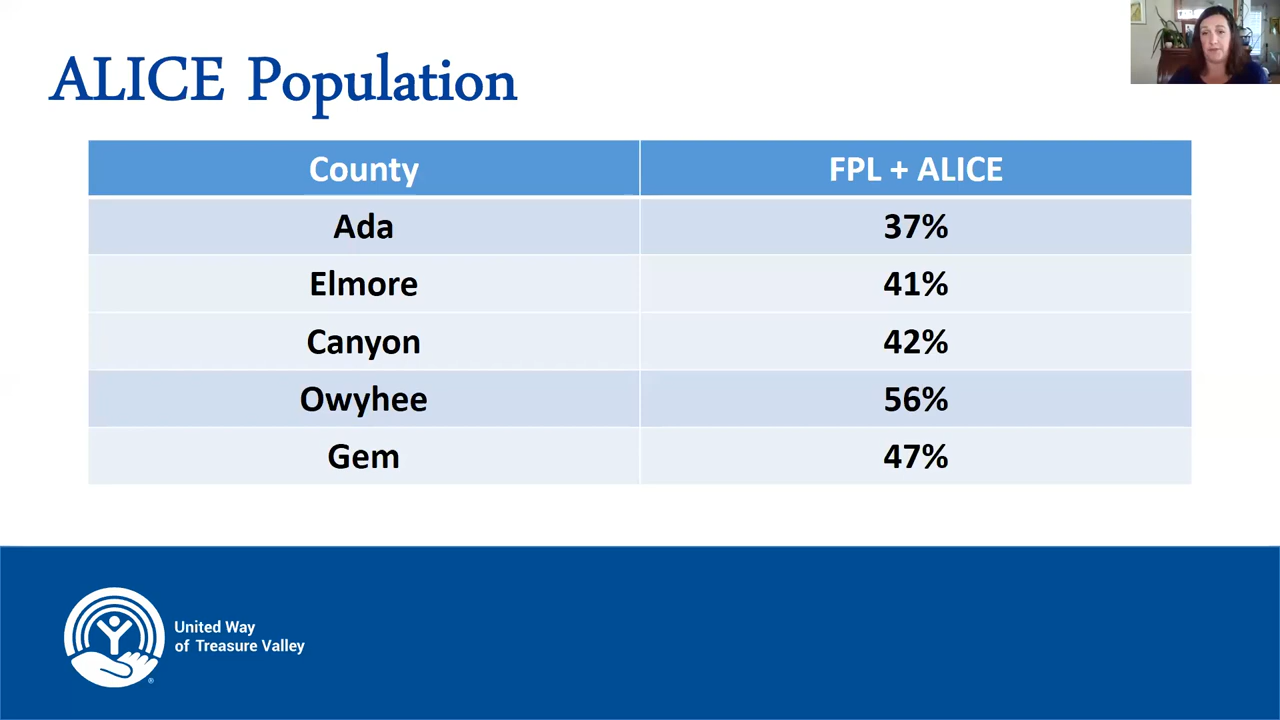 ALICE Population
County FPL + ALICE
Ada 37%
Elmore 41%
Canyon 42%
Owyhee 56%
Gem 47%
United Way
of Treasure Valley
®